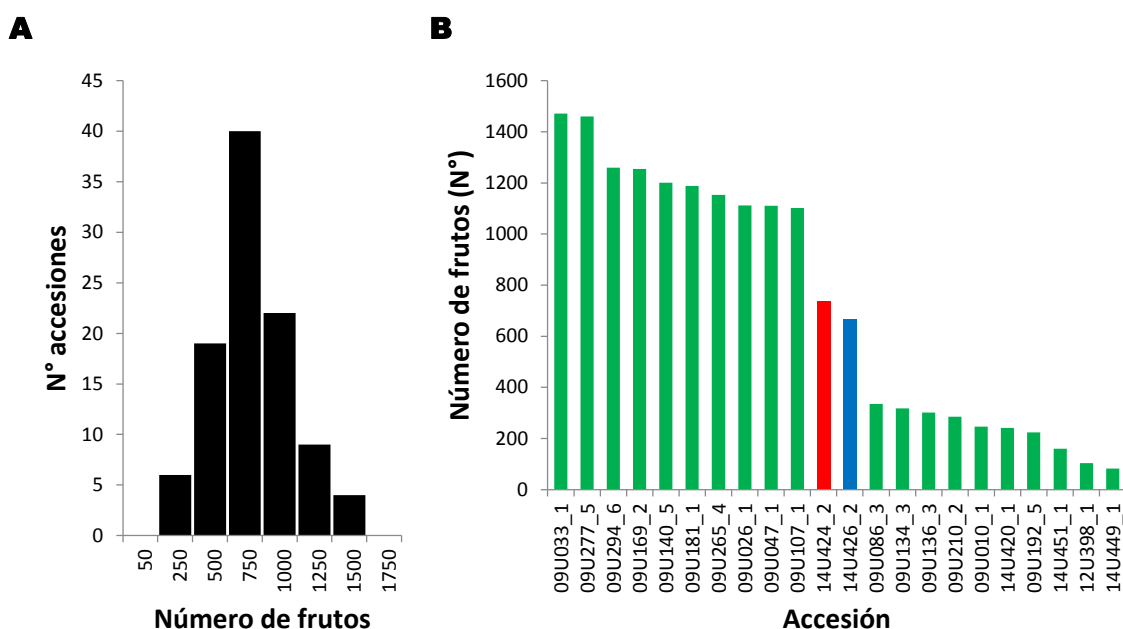 A
N° accesiones
45
40
35
30
25
20
15
10
5
0
50
250
500
750
1000
1250
1500
1750
Número de frutos
B
Número de frutos (N°)
1600
1400
1200
1000
800
600
400
200
0
09U033_1
09U277_5
09U294_6
09U169_2
09U140_5
09U181_1
09U265_4
09U026_1
09U047_1
09U107_1
14U424_2
14U426_2
09U086_3
09U134_3
09U136_3
09U210_2
09U010_1
14U420_1
09U192_5
14U451_1
12U398_1
14U449_1
Accesión